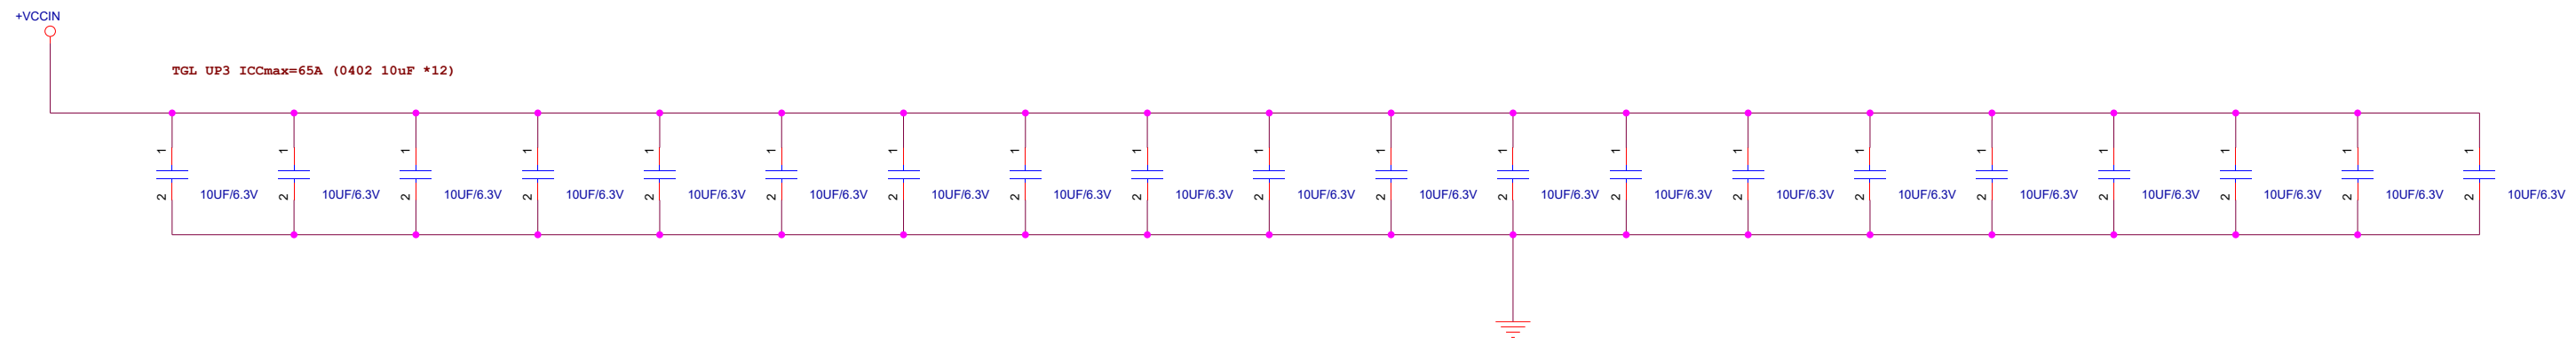 +VCCIN
TGL UP3 ICCmax=65A (0402 10uF *12)
1 1 1 1 1 1 1 1 1 1 1 1 1 1 1 1 1 1 1 1
2 10UF/6.3V 2 10UF/6.3V 2 10UF/6.3V 2 10UF/6.3V 2 10UF/6.3V 2 10UF/6.3V 2 10UF/6.3V 2 10UF/6.3V 2 10UF/6.3V 2 10UF/6.3V 2 10UF/6.3V 2 10UF/6.3V 2 10UF/6.3V 2 10UF/6.3V 2 10UF/6.3V 2 10UF/6.3V 2 10UF/6.3V 2 10UF/6.3V 2 10UF/6.3V 2 10UF/6.3V